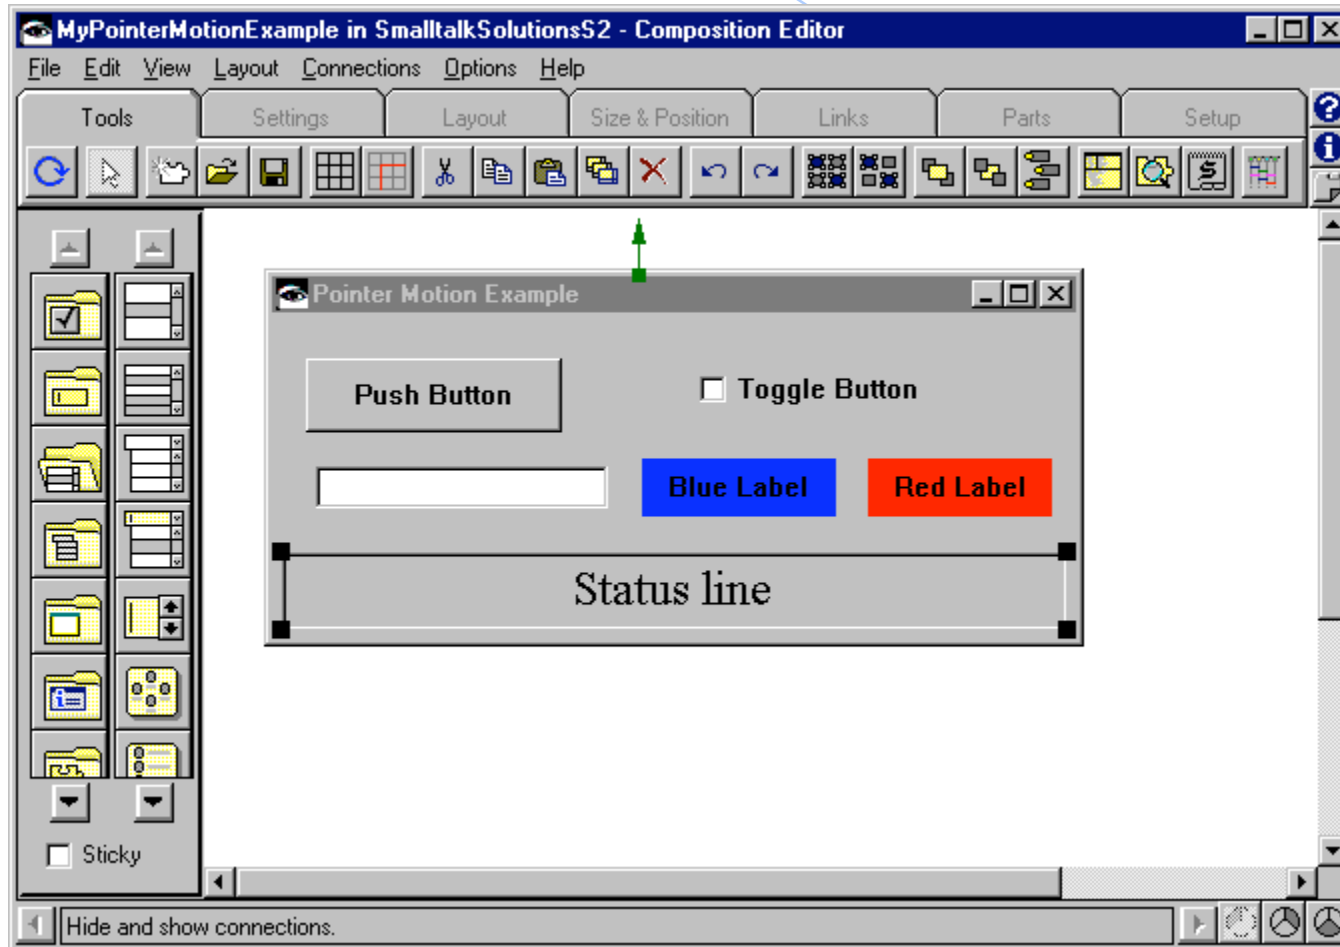 MyPointerMotionExample in SmalltalkSolutionsS2 - Composition Editor
File Edit View Layout Connections Options Help
Tools Settings Layout Size & Position Links Parts Setup
Pointer Motion Example
Push Button
Toggle Button
Blue Label
Red Label
Status line
Sticky
Hide and show connections.